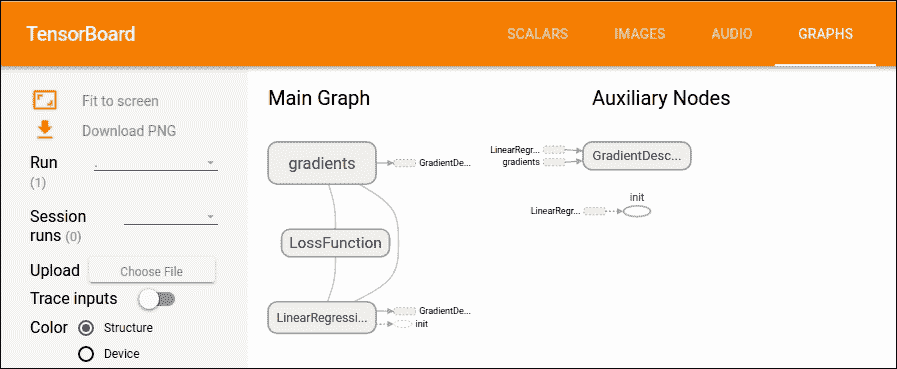 TensorBoard
SCALARS
IMAGES
AUDIO
GRAPHS
Fit to screen
Download PNG
Run
(1)
.
Session
runs (0)
Upload
Choose File
Trace inputs
Color
Structure
Device
Main Graph
gradients
GradientDe...
LossFunction
LinearRegressi...
GradientDe...
init
Auxiliary Nodes
LinearRegr...
gradients
GradientDesc...
init
LinearRegr...